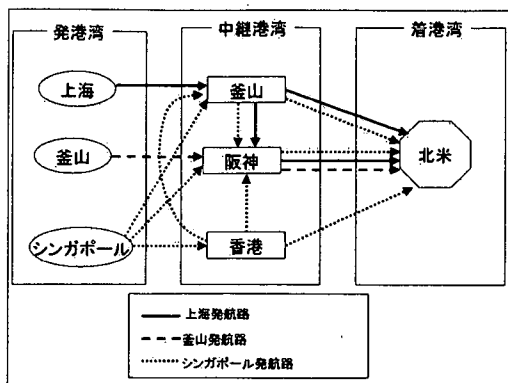 発港湾
中継港湾
着港湾
上海
釜山
釜山
阪神
北米
シンガポール
香港
上海発航路
釜山発航路
シンガポール発航路